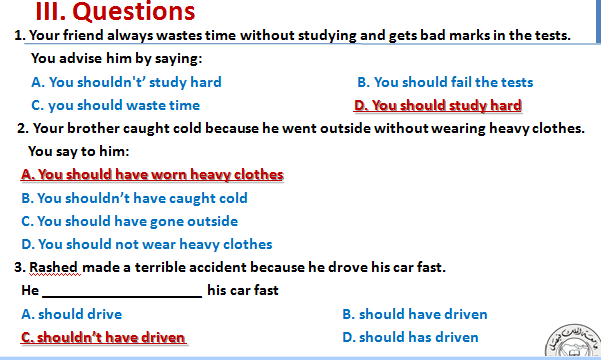 III. Questions
1. Your friend always wastes time without studying and gets bad marks in the tests.
You advise him by saying:
A. You shouldn't’ study hard B. You should fail the tests
C. you should waste time D. You should study hard
2. Your brother caught cold because he went outside without wearing heavy clothes.
You say to him:
A. You should have worn heavy clothes
B. You shouldn’t have caught cold
C. You should have gone outside
D. You should not wear heavy clothes
3. Rashed made a terrible accident because he drove his car fast.
He ____________________ his car fast
A. should drive B. should have driven
C. shouldn’t have driven D. should has driven